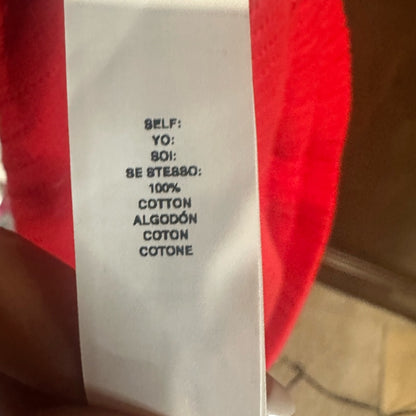 SELF:
YO:
SOI:
SE STESSO:
100%
COTTON
ALGODÓN
COTON
COTONE